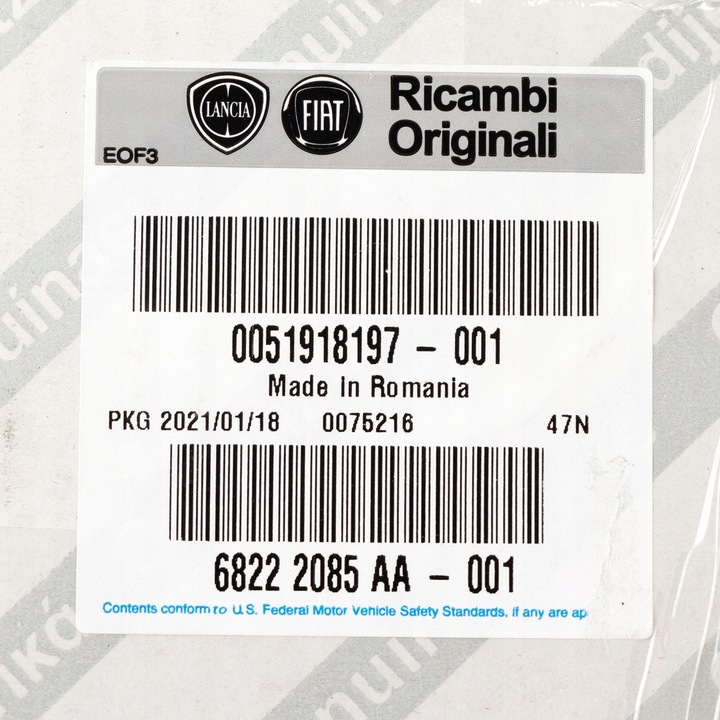 LANCIA
FIAT
Ricambi
Originali
EOF3
0051918197 - 001
Made in Romania
PKG 2021/01/18 0075216 47N
6822 2085 AA - 001
Contents conform to U.S. Federal Motor Vehicle Safety Standards, if any are ap